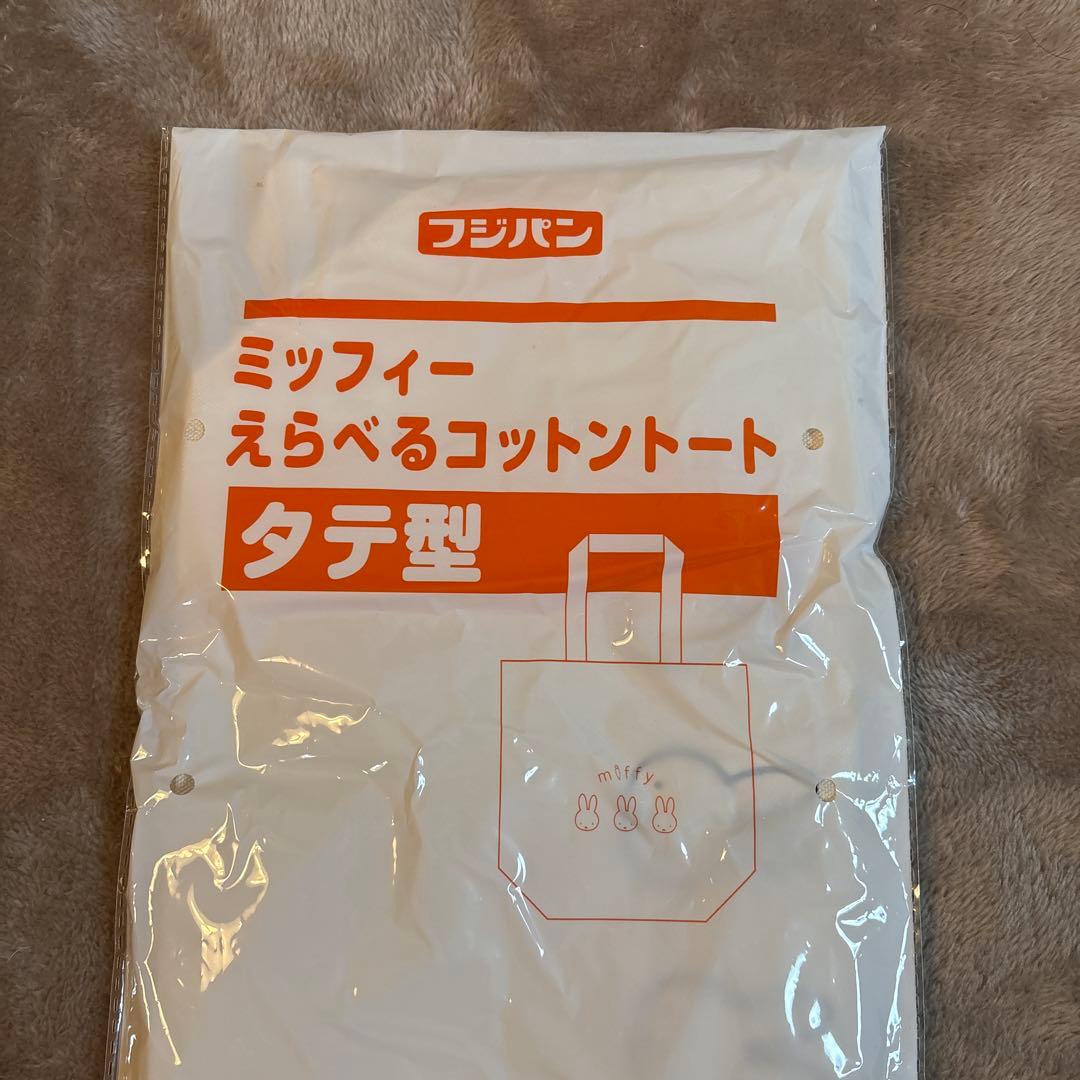 フジパン
ミッフィー
えらべるコットントート
タテ型
miffy